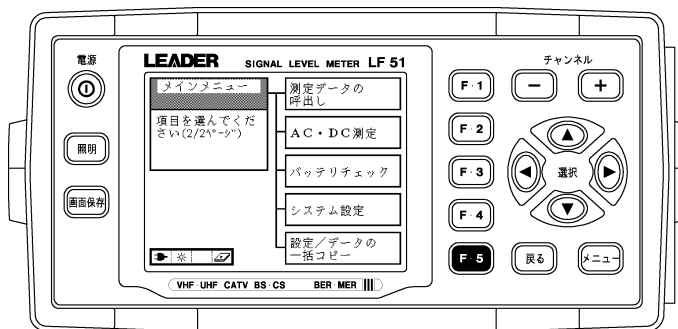 電源
LEADER SIGNAL LEVEL METER LF 51
チャンネル
メインメニュー
項目を選んでくだ
さい(2/2ページ)
測定データの
呼出し
AC・DC測定
バッテリチェック
システム設定
設定/データの
一括コピー
照明
画面保存
F・1
F・2
F・3
F・4
F・5
-
+
選択
戻る
メニュー
VHF・UHF CATV BS・CS BER・MER